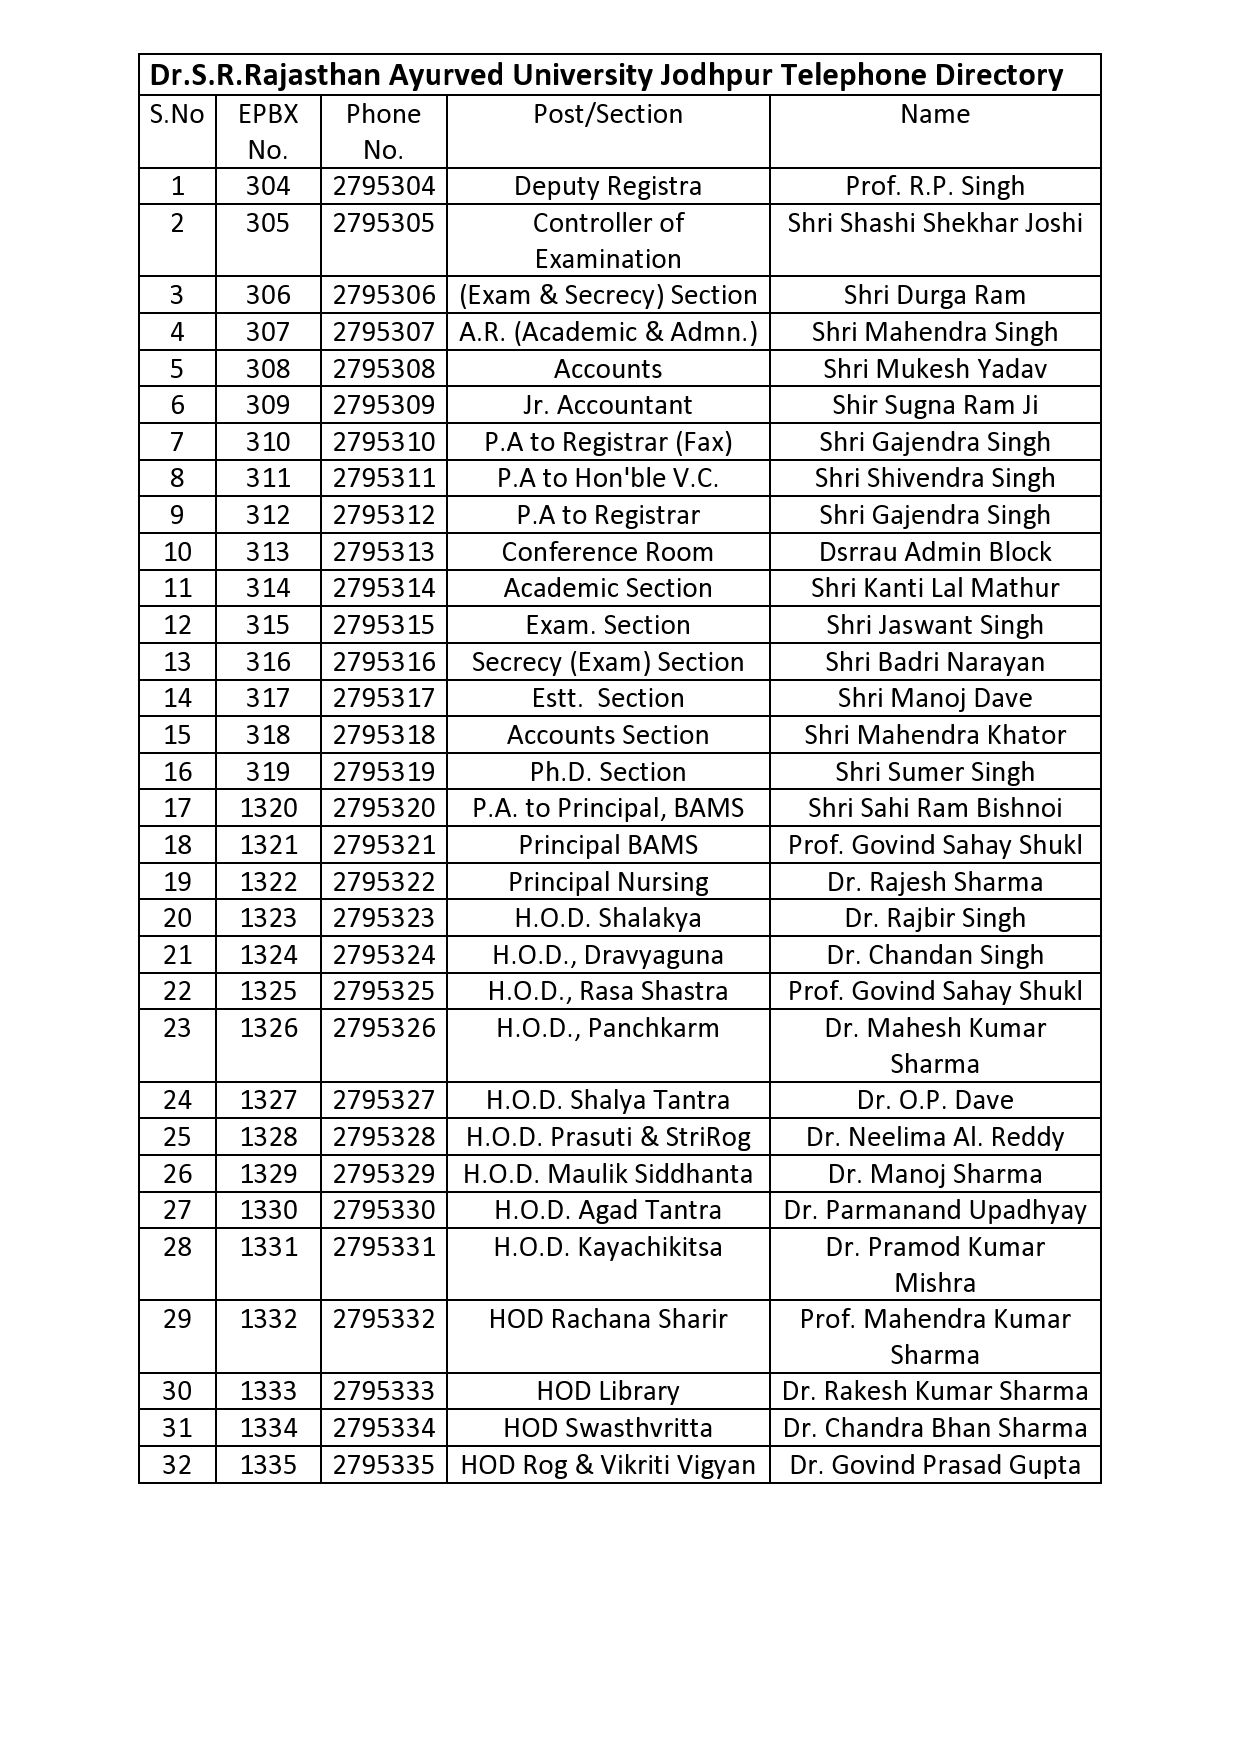 Dr.S.R.Rajasthan Ayurved University Jodhpur Telephone Directory
S.No EPBX No. Phone No. Post/Section Name
1 304 2795304 Deputy Registra Prof. R.P. Singh
2 305 2795305 Controller of Examination Shri Shashi Shekhar Joshi
3 306 2795306 (Exam & Secrecy) Section Shri Durga Ram
4 307 2795307 A.R. (Academic & Admn.) Shri Mahendra Singh
5 308 2795308 Accounts Shri Mukesh Yadav
6 309 2795309 Jr. Accountant Shir Sugna Ram Ji
7 310 2795310 P.A to Registrar (Fax) Shri Gajendra Singh
8 311 2795311 P.A to Hon'ble V.C. Shri Shivendra Singh
9 312 2795312 P.A to Registrar Shri Gajendra Singh
10 313 2795313 Conference Room Dsrrau Admin Block
11 314 2795314 Academic Section Shri Kanti Lal Mathur
12 315 2795315 Exam. Section Shri Jaswant Singh
13 316 2795316 Secrecy (Exam) Section Shri Badri Narayan
14 317 2795317 Estt.  Section Shri Manoj Dave
15 318 2795318 Accounts Section Shri Mahendra Khator
16 319 2795319 Ph.D. Section Shri Sumer Singh
17 1320 2795320 P.A. to Principal, BAMS Shri Sahi Ram Bishnoi
18 1321 2795321 Principal BAMS Prof. Govind Sahay Shukl
19 1322 2795322 Principal Nursing Dr. Rajesh Sharma
20 1323 2795323 H.O.D. Shalakya Dr. Rajbir Singh
21 1324 2795324 H.O.D., Dravyaguna Dr. Chandan Singh
22 1325 2795325 H.O.D., Rasa Shastra Prof. Govind Sahay Shukl
23 1326 2795326 H.O.D., Panchkarm Dr. Mahesh Kumar Sharma
24 1327 2795327 H.O.D. Shalya Tantra Dr. O.P. Dave
25 1328 2795328 H.O.D. Prasuti & StriRog Dr. Neelima Al. Reddy
26 1329 2795329 H.O.D. Maulik Siddhanta Dr. Manoj Sharma
27 1330 2795330 H.O.D. Agad Tantra Dr. Parmanand Upadhyay
28 1331 2795331 H.O.D. Kayachikitsa Dr. Pramod Kumar Mishra
29 1332 2795332 HOD Rachana Sharir Prof. Mahendra Kumar Sharma
30 1333 2795333 HOD Library Dr. Rakesh Kumar Sharma
31 1334 2795334 HOD Swasthvritta Dr. Chandra Bhan Sharma
32 1335 2795335 HOD Rog & Vikriti Vigyan Dr. Govind Prasad Gupta